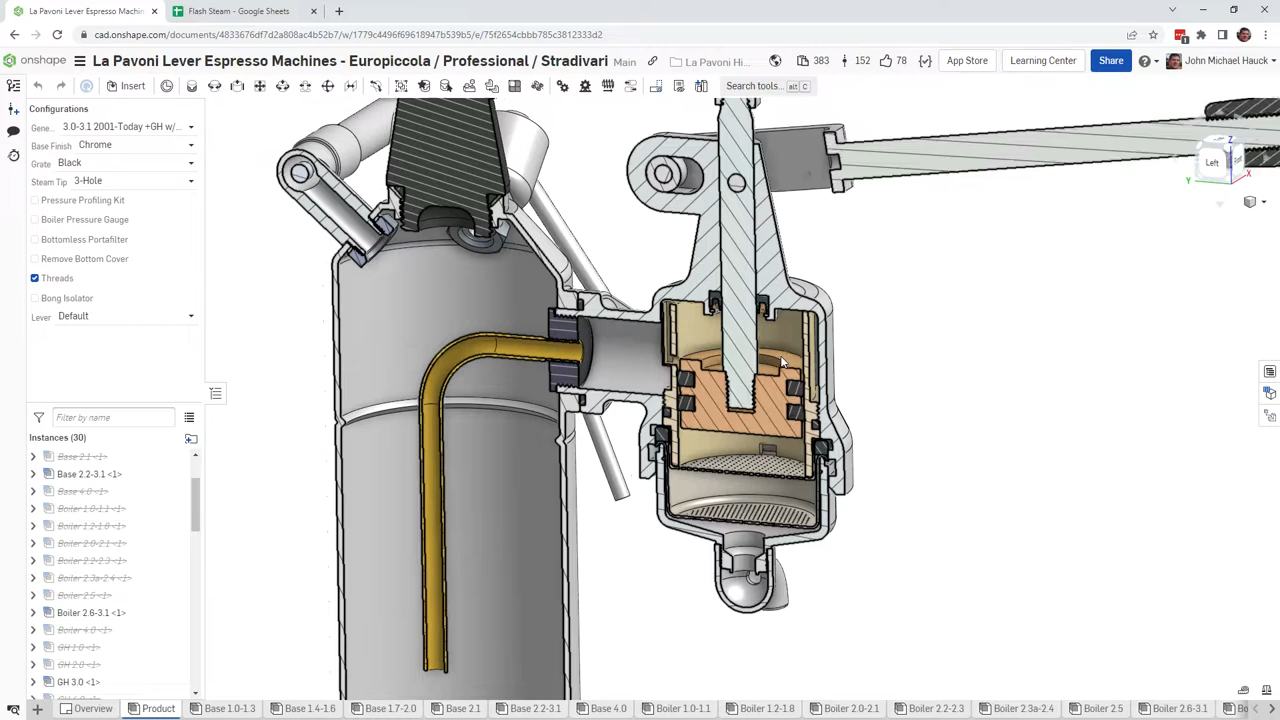 La Pavoni Lever Espresso Machin
Flash Steam - Google Sheets
cad.onshape.com/documents/4833676df7d2a808ac4b52b7/w/1779c4496f69618947b539b5/e/75f2654cbbb785c3812333d2
onshape
La Pavoni Lever Espresso Machines - Europiccola / Professional / Stradivari
Main
La Pavoni Hi...
383
152
78
App Store
Learning Center
Share
John Michael Hauck
Insert
Search tools...
alt C
Configurations
Gene...
3.0-3.1 2001-Today +GH w/...
Base Finish
Chrome
Grate
Black
Steam Tip
3-Hole
Pressure Profiling Kit
Boiler Pressure Gauge
Bottomless Portafilter
Remove Bottom Cover
Threads
Bong Isolator
Lever
Default
Z
Left
Y
X
Filter by name
Instances (30)
Base 2.1 <1>
Base 2.2-3.1 <1>
Base 4.0 <1>
Boiler 1.0-1.1 <1>
Boiler 1.2-1.8 <1>
Boiler 2.0-2.1 <1>
Boiler 2.2-2.3 <1>
Boiler 2.3a-2.4 <1>
Boiler 2.5 <1>
Boiler 2.6-3.1 <1>
Boiler 4.0 <1>
GH 1.0 <1>
GH 2.0 <1>
GH 3.0 <1>
Overview
Product
Base 1.0-1.3
Base 1.4-1.6
Base 1.7-2.0
Base 2.1
Base 2.2-3.1
Base 4.0
Boiler 1.0-1.1
Boiler 1.2-1.8
Boiler 2.0-2.1
Boiler 2.2-2.3
Boiler 2.3a-2.4
Boiler 2.5
Boiler 2.6-3.1
Bo